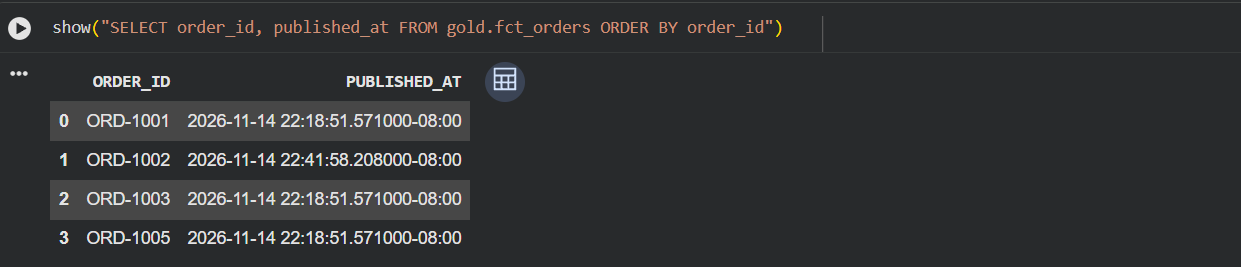 show("SELECT order_id, published_at FROM gold.fct_orders ORDER BY order_id")
ORDER_ID PUBLISHED_AT
0 ORD-1001 2026-11-14 22:18:51.571000-08:00
1 ORD-1002 2026-11-14 22:41:58.208000-08:00
2 ORD-1003 2026-11-14 22:18:51.571000-08:00
3 ORD-1005 2026-11-14 22:18:51.571000-08:00